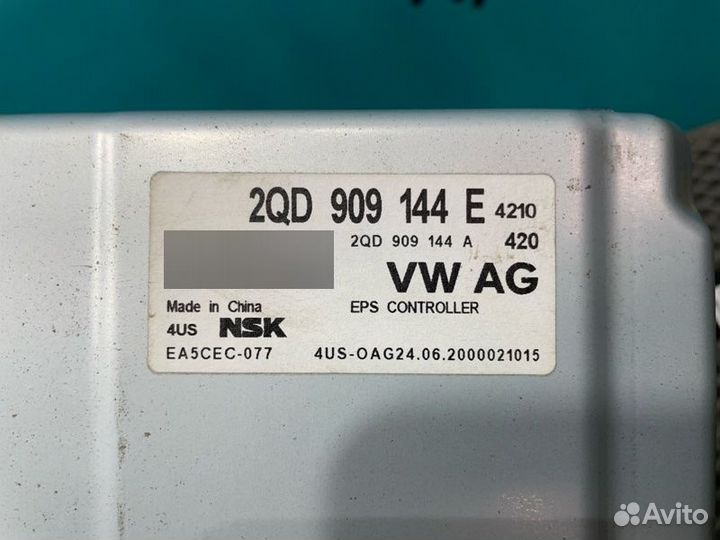 2QD 909 144 E 4210
2QD 909 144 A 420
VW AG
Made in China EPS CONTROLLER
4US NSK
EA5CEC-077 4US-OAG24.06.2000021015
Avito